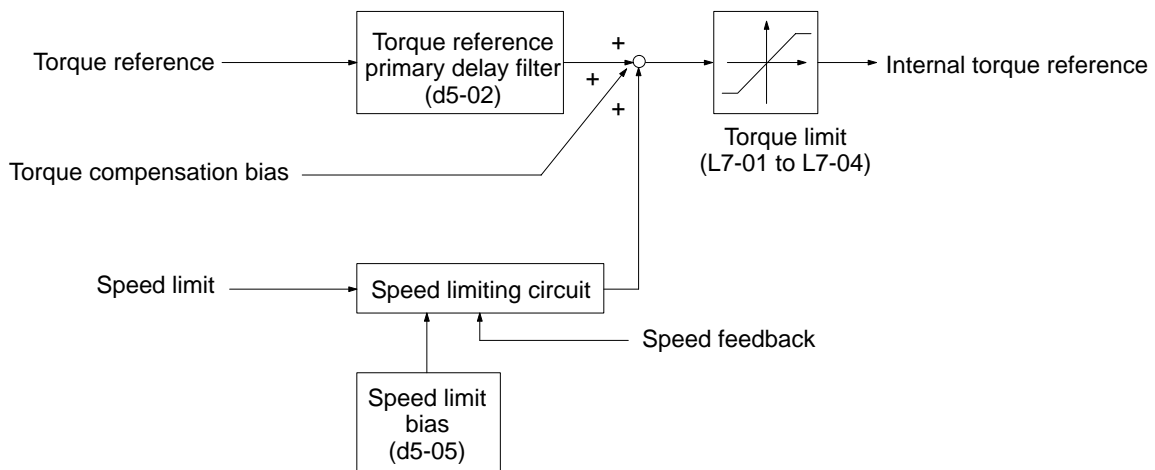 Torque reference
Torque reference
primary delay filter
(d5-02)
+
+
+
Internal torque reference
Torque limit
(L7-01 to L7-04)
Torque compensation bias
Speed limit
Speed limiting circuit
Speed feedback
Speed limit
bias
(d5-05)